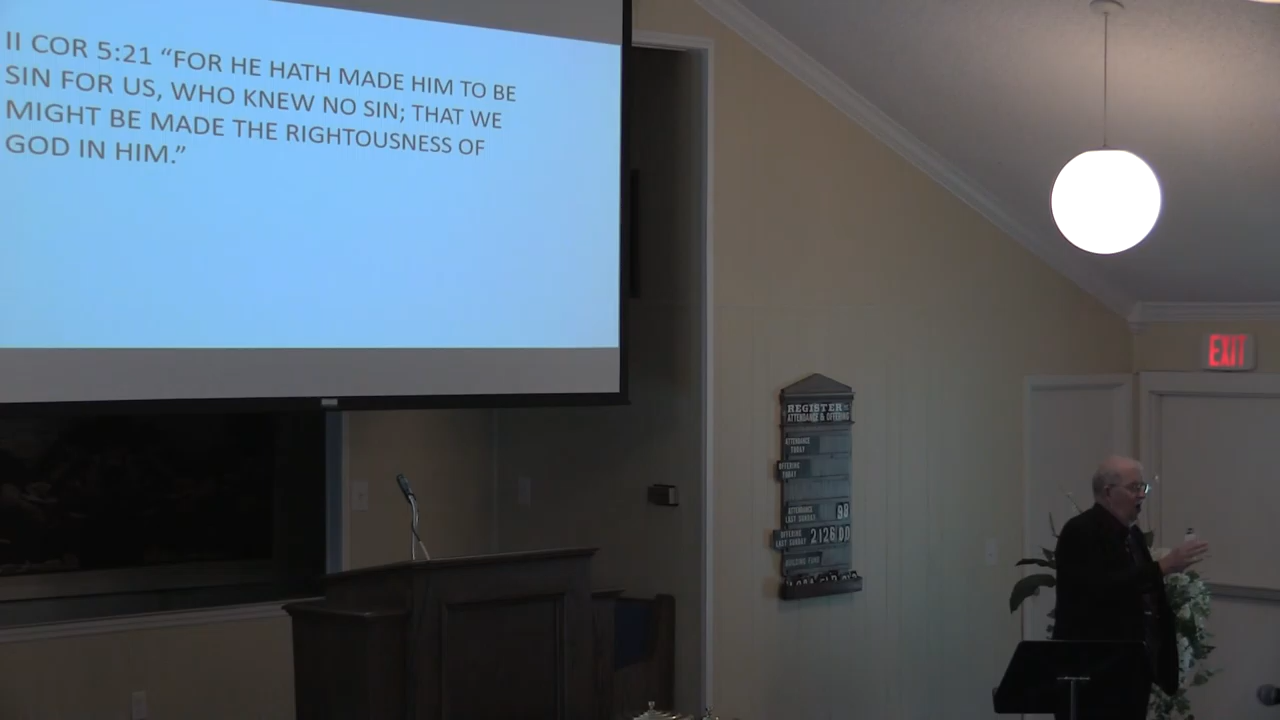 II COR 5:21 “FOR HE HATH MADE HIM TO BE
SIN FOR US, WHO KNEW NO SIN; THAT WE
MIGHT BE MADE THE RIGHTOUSNESS OF
GOD IN HIM.”
EXIT
REGISTER OF
ATTENDANCE & OFFERING
ATTENDANCE
TODAY
OFFERING
TODAY
ATTENDANCE
LAST SUNDAY 98
OFFERING
LAST SUNDAY 2126 00
BUILDING FUND